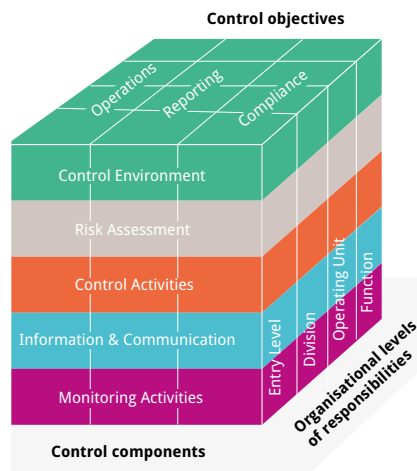 Control objectives
Operations
Reporting
Compliance
Control Environment
Risk Assessment
Control Activities
Information & Communication
Monitoring Activities
Entry Level
Division
Operating Unit
Function
Organisational levels
of responsibilities
Control components